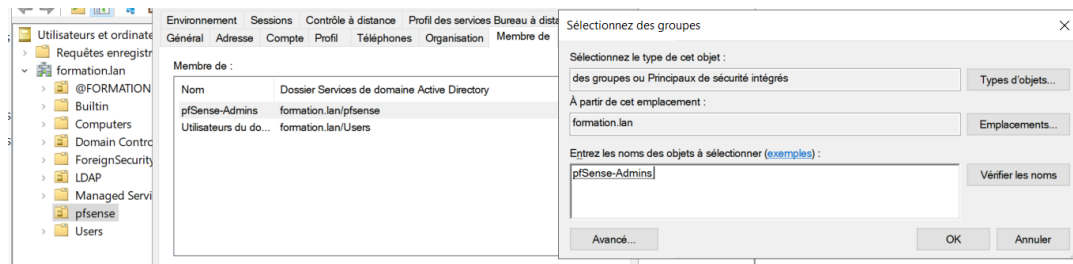 Utilisateurs et ordinate
Requêtes enregistr
formation.lan
@FORMATION
Builtin
Computers
Domain Contro
ForeignSecurity
LDAP
Managed Servi
pfsense
Users
Environnement Sessions Contrôle à distance Profil des services Bureau à dista
Général Adresse Compte Profil Téléphones Organisation Membre de
Membre de :
Nom Dossier Services de domaine Active Directory
pfSense-Admins formation.lan/pfsense
Utilisateurs du do... formation.lan/Users
Sélectionnez des groupes
Sélectionnez le type de cet objet :
des groupes ou Principaux de sécurité intégrés Types d'objets...
À partir de cet emplacement :
formation.lan Emplacements...
Entrez les noms des objets à sélectionner (exemples) :
pfSense-Admins Vérifier les noms
Avancé... OK Annuler